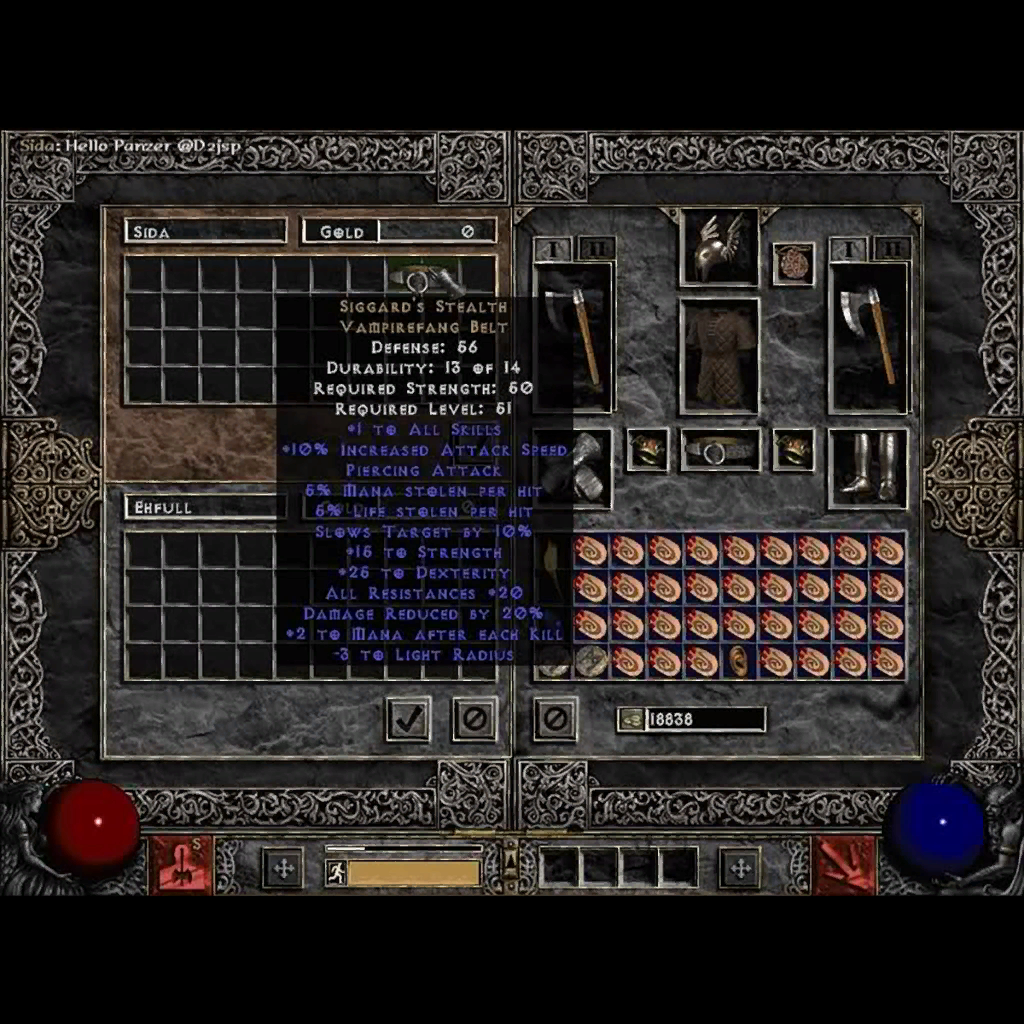 Sida: Hello Panzer @D2jsp
Sida
Gold
0
I
II
I
II
Siggard's Stealth
Vampirefang Belt
Defense: 56
Durability: 13 of 14
Required Strength: 50
Required Level: 51
+1 to All Skills
+10% Increased Attack Speed
Piercing Attack
5% Mana stolen per hit
5% Life stolen per hit
Slows Target by 10%
+15 to Strength
+25 to Dexterity
All Resistances +20
Damage Reduced by 20%
+2 to Mana after each Kill
-3 to Light Radius
Ehfull
18838
S